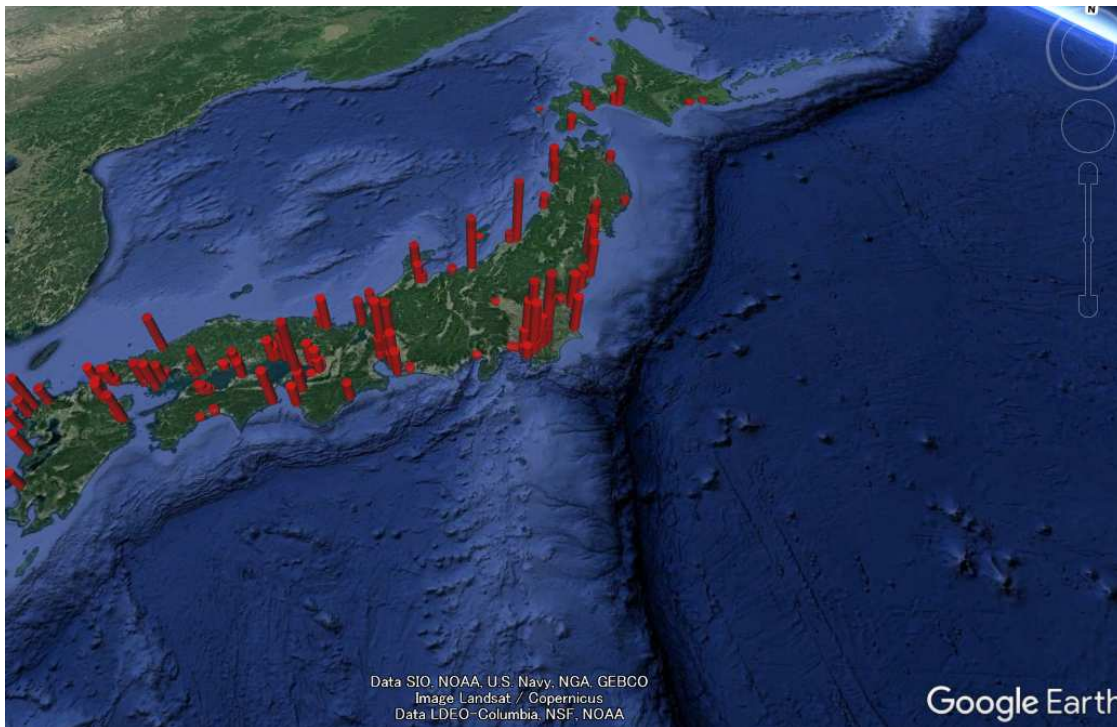 N
Data SIO, NOAA, U.S. Navy, NGA, GEBCO
Image Landsat / Copernicus
Data LDEO-Columbia, NSF, NOAA
Google Earth